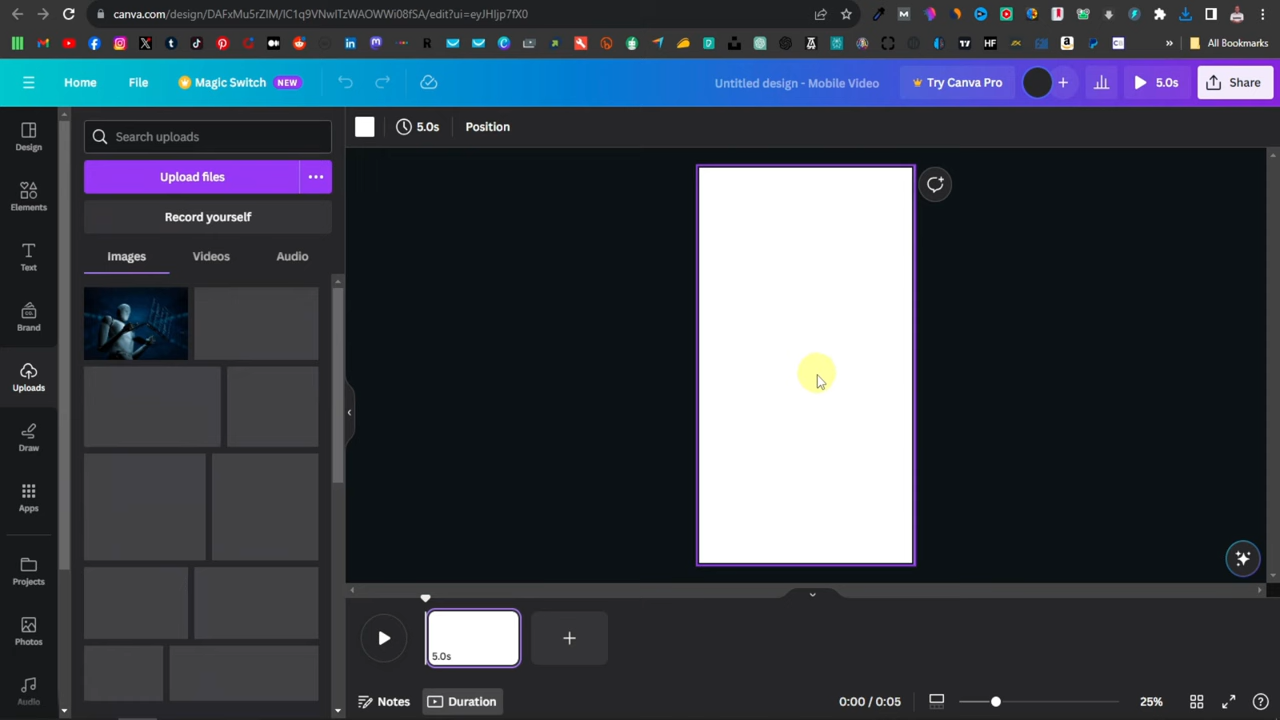 canva.com/design/DAFxMu5rZlM/lC1q9VNwlTzWAOWWi08fSA/edit?ui=eyJHIjp7fX0
All Bookmarks
Home
File
Magic Switch NEW
Untitled design - Mobile Video
Try Canva Pro
5.0s
Share
Design
Elements
Text
Brand
Uploads
Draw
Apps
Projects
Photos
Audio
Search uploads
Upload files
Record yourself
Images
Videos
Audio
5.0s
Position
5.0s
Notes
Duration
0:00 / 0:05
25%